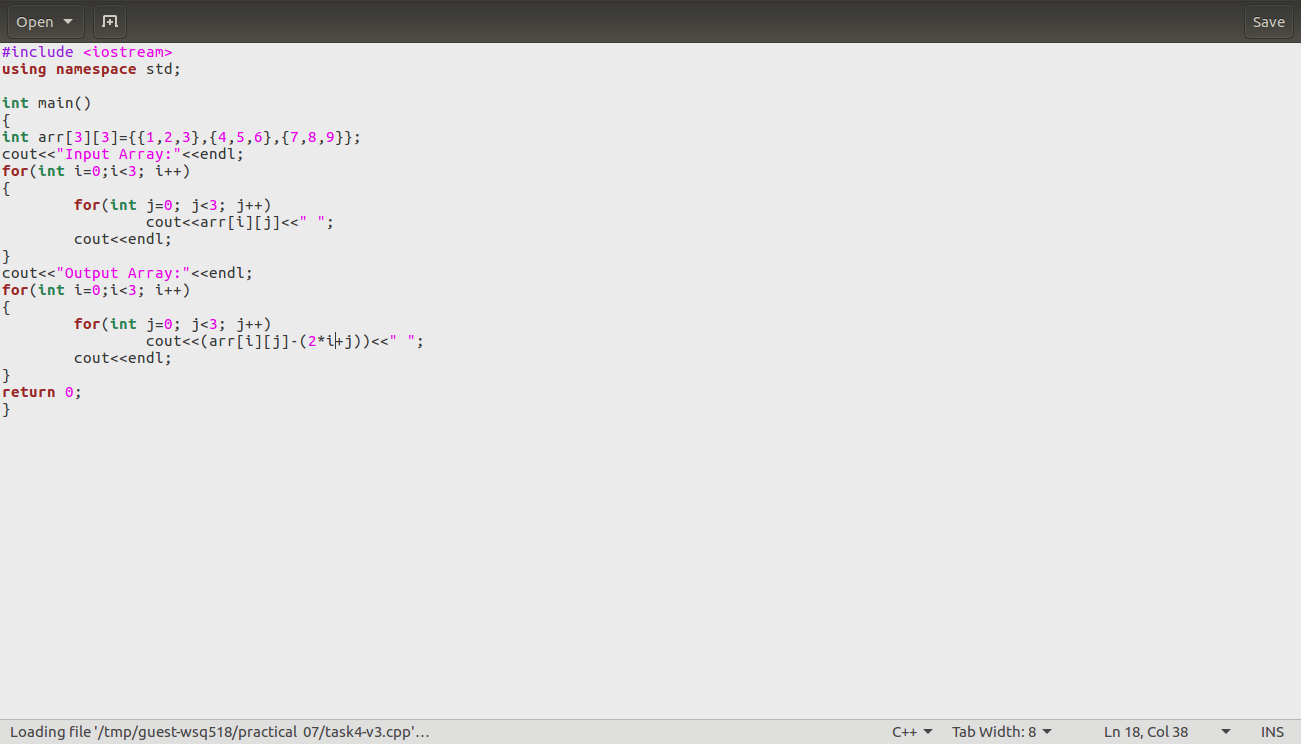 Open
Save
#include <iostream>
using namespace std;
int main()
{
int arr[3][3]={{1,2,3},{4,5,6},{7,8,9}};
cout<<"Input Array:"<<endl;
for(int i=0;i<3; i++)
{
        for(int j=0; j<3; j++)
                cout<<arr[i][j]<<" ";
        cout<<endl;
}
cout<<"Output Array:"<<endl;
for(int i=0;i<3; i++)
{
        for(int j=0; j<3; j++)
                cout<<(arr[i][j]-(2*i+j))<<" ";
        cout<<endl;
}
return 0;
}
Loading file '/tmp/guest-wsq518/practical 07/task4-v3.cpp'… C++ Tab Width: 8 Ln 18, Col 38 INS